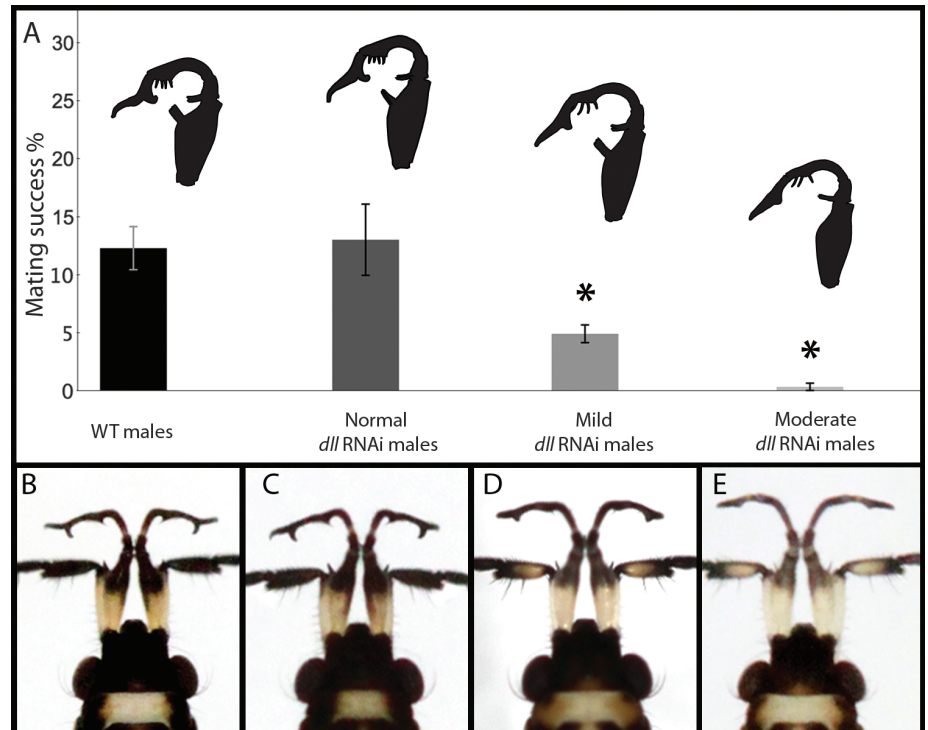 A
Mating success %
30
25
20
15
10
5
0
*
*
WT males
Normal
dll RNAi males
Mild
dll RNAi males
Moderate
dll RNAi males
B
C
D
E